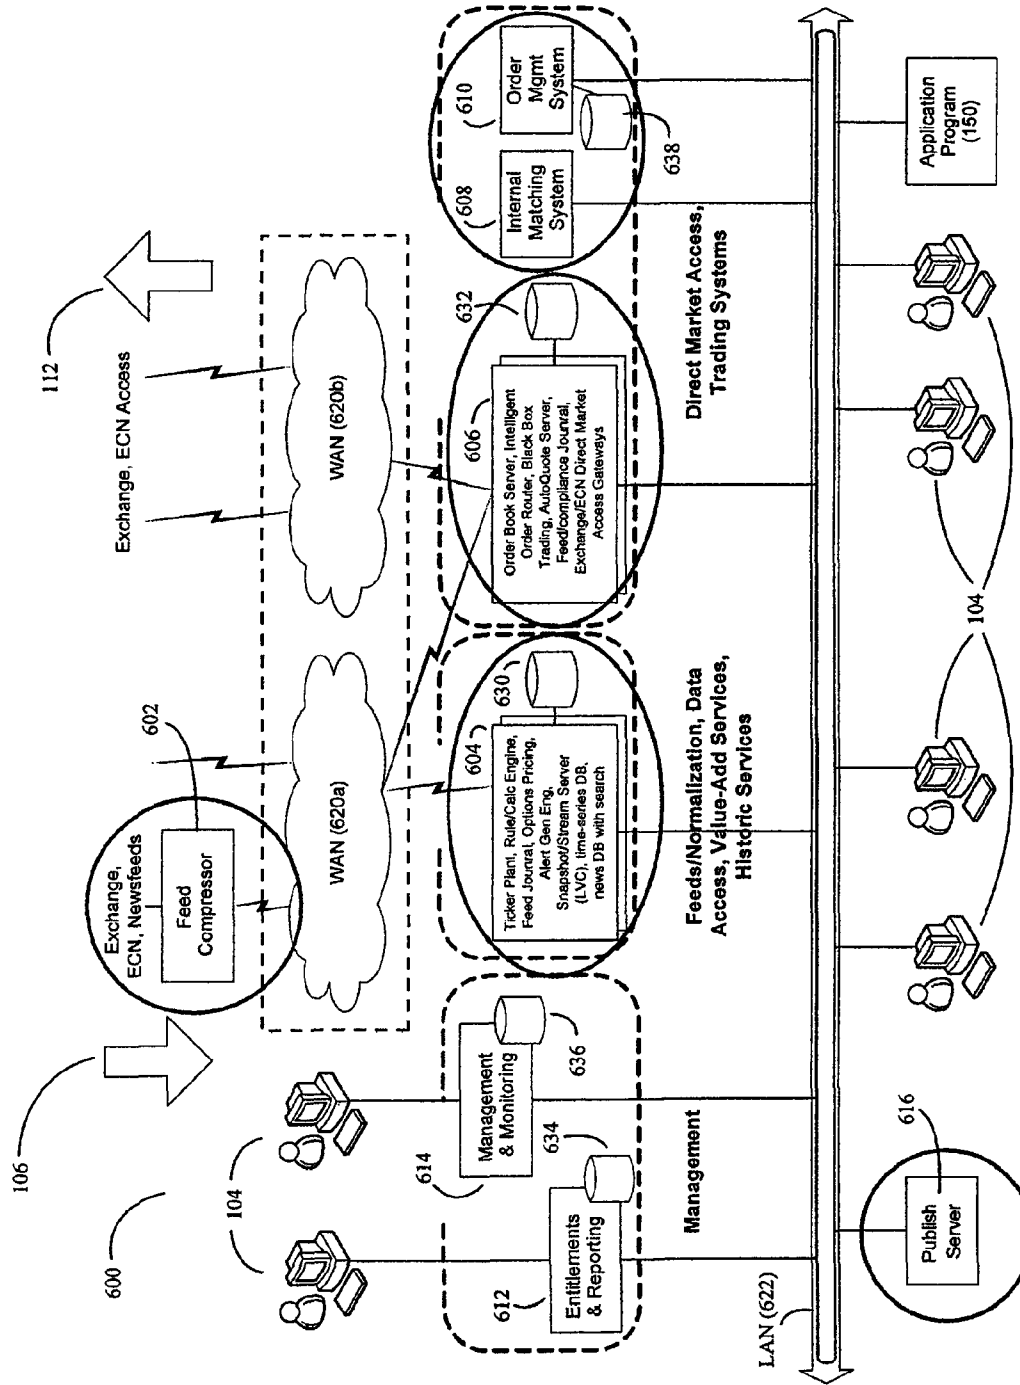 600
106
112
Exchange,
ECN, Newsfeeds
Feed
Compressor
602
Exchange, ECN Access
WAN (620a)
WAN (620b)
104
Management
& Monitoring
614
636
Entitlements
& Reporting
612
634
Management
Ticker Plant, Rule/Calc Engine,
Feed Jounral, Options Pricing,
Alert Gen Eng,
Snapshot/Stream Server
(LVC), time-series DB,
news DB with search
604
630
Feeds/Normalization, Data
Access, Value-Add Services,
Historic Services
Order Book Server, Intelligent
Order Router, Black Box
Trading, AutoQuote Server,
Feed/compliance Jounral,
Exchange/ECN Direct Market
Access Gateways
606
632
Internal
Matching
System
608
Order
Mgmt
System
610
638
Direct Market Access,
Trading Systems
LAN (622)
Publish
Server
616
104
Application
Program
(150)